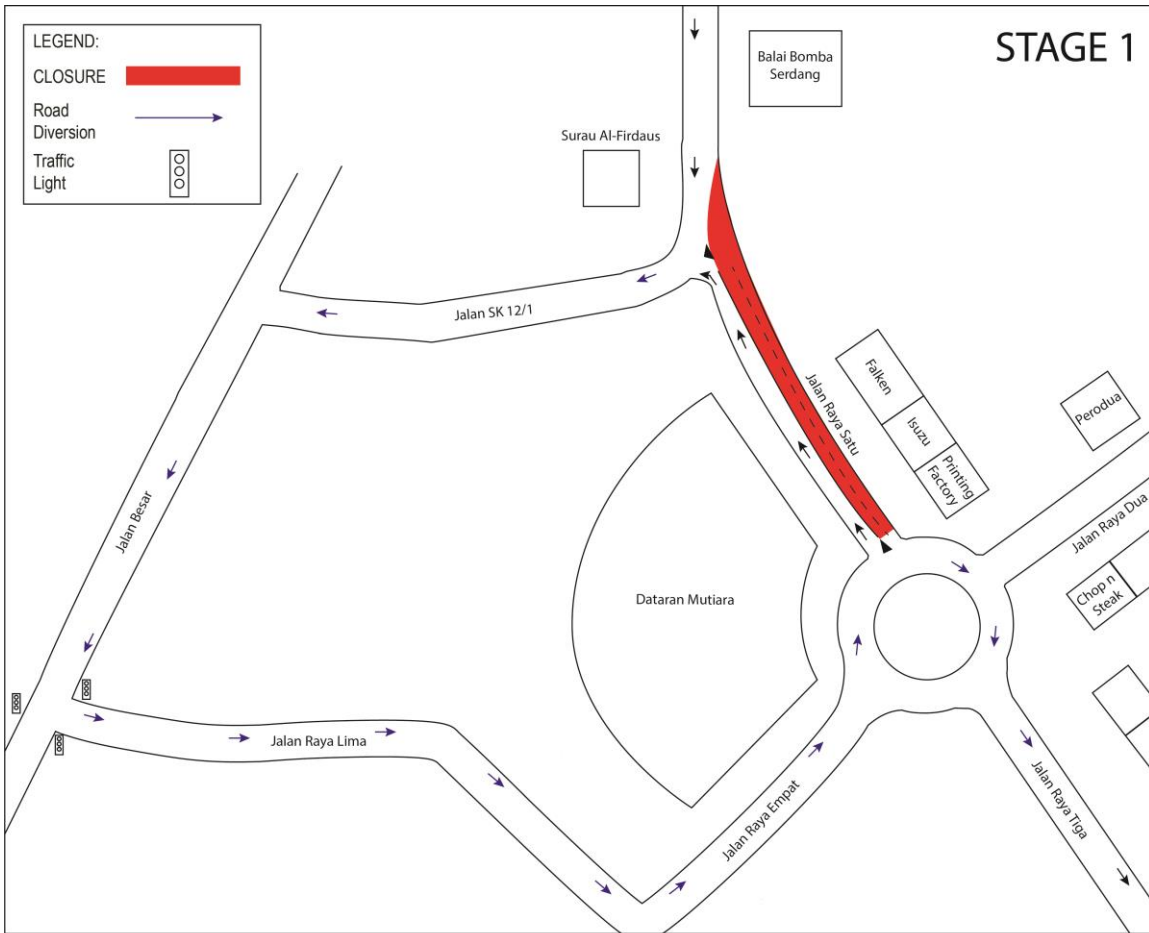 LEGEND:
CLOSURE
Road
Diversion
Traffic
Light
STAGE 1
Balai Bomba
Serdang
Surau Al-Firdaus
Jalan SK 12/1
Jalan Raya Satu
Falken
Isuzu
Printing
Factory
Perodua
Jalan Raya Dua
Chop n
Steak
Jalan Besar
Dataran Mutiara
Jalan Raya Lima
Jalan Raya Empat
Jalan Raya Tiga